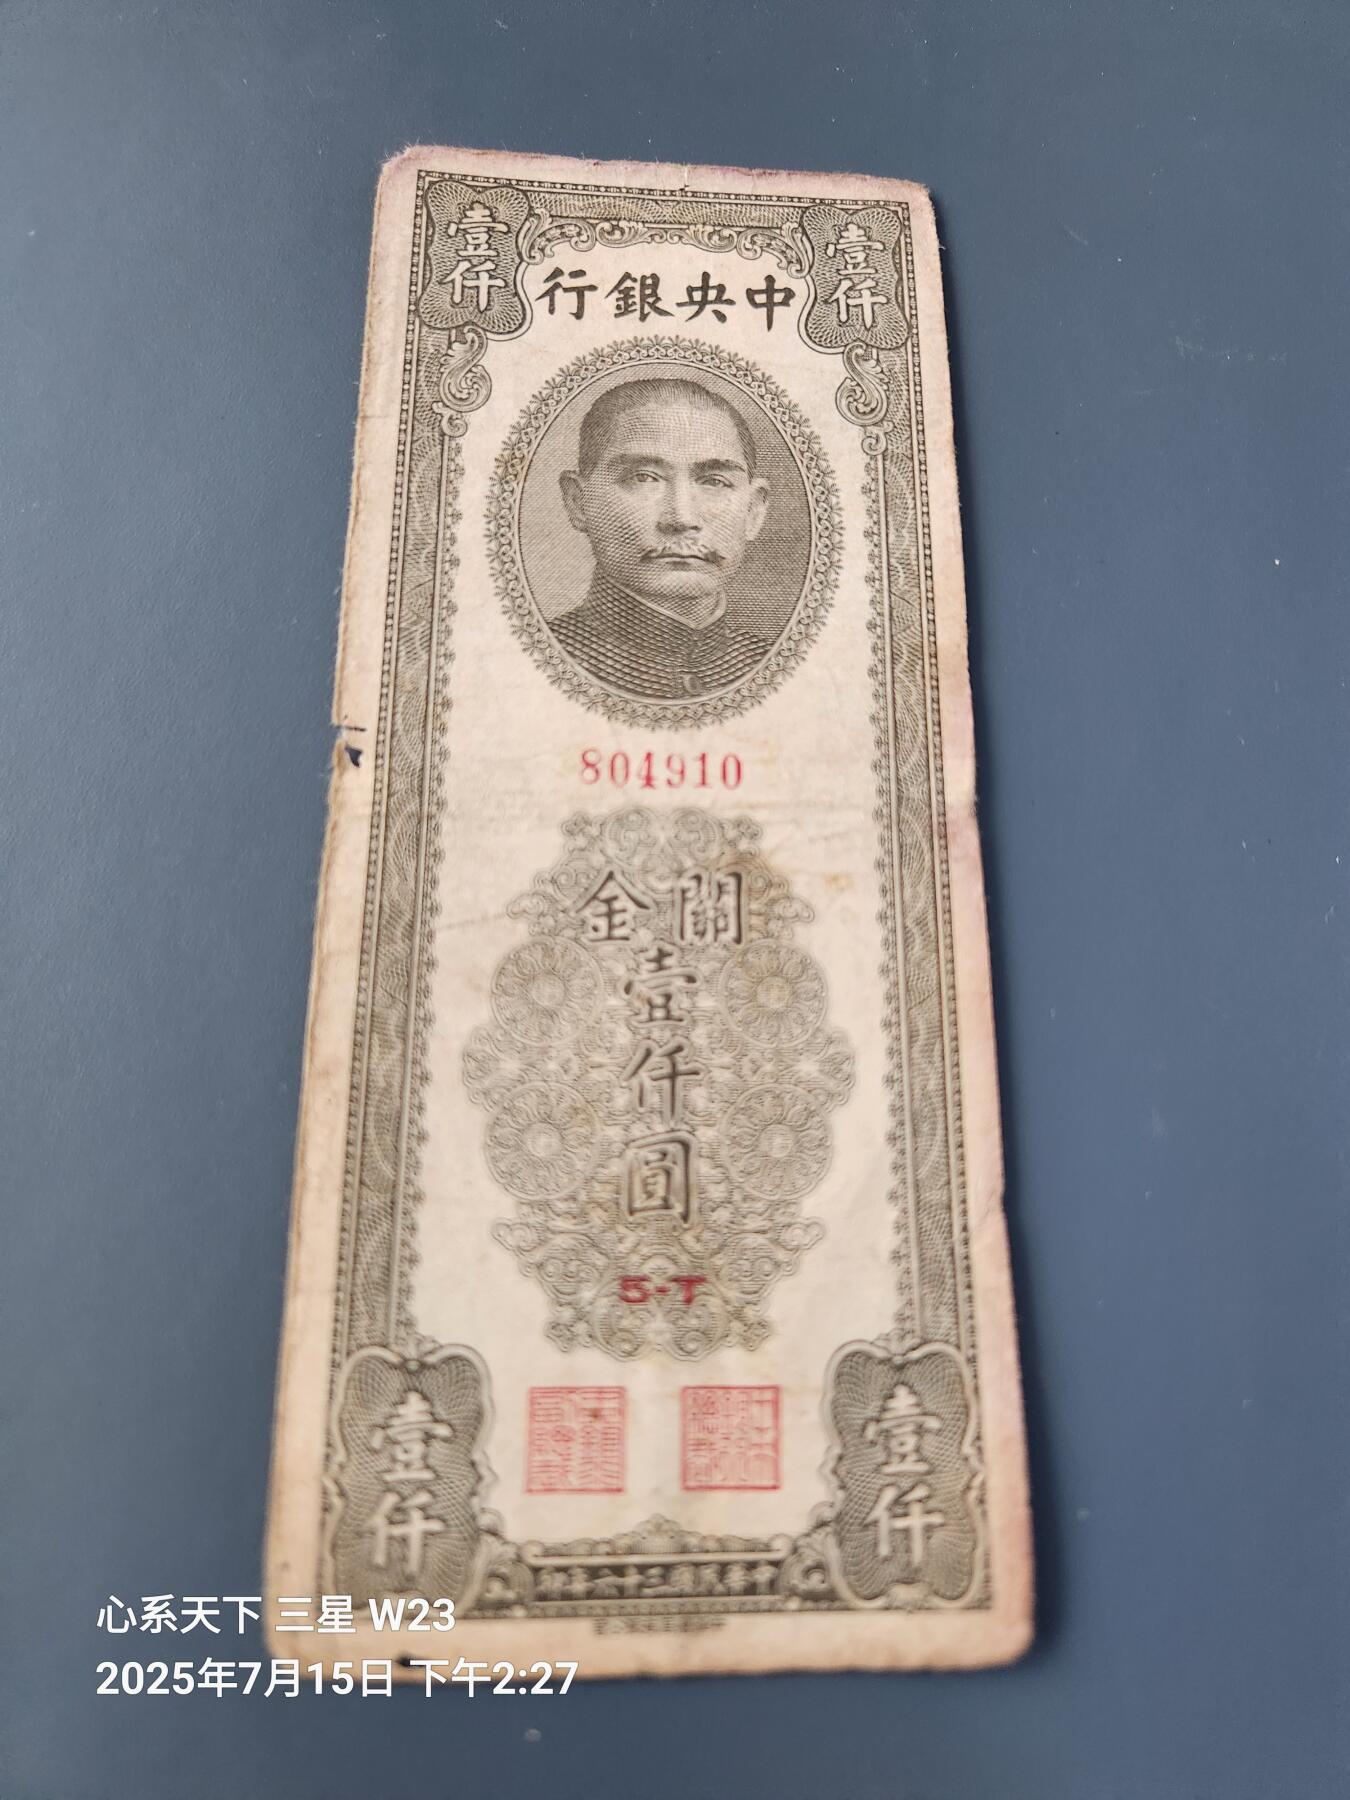 壹仟
壹仟
行銀央中
804910
金關
壹仟圓
5-T
壹仟
壹仟
印年六十三國民華中
心系天下 三星 W23
2025年7月15日 下午2:27